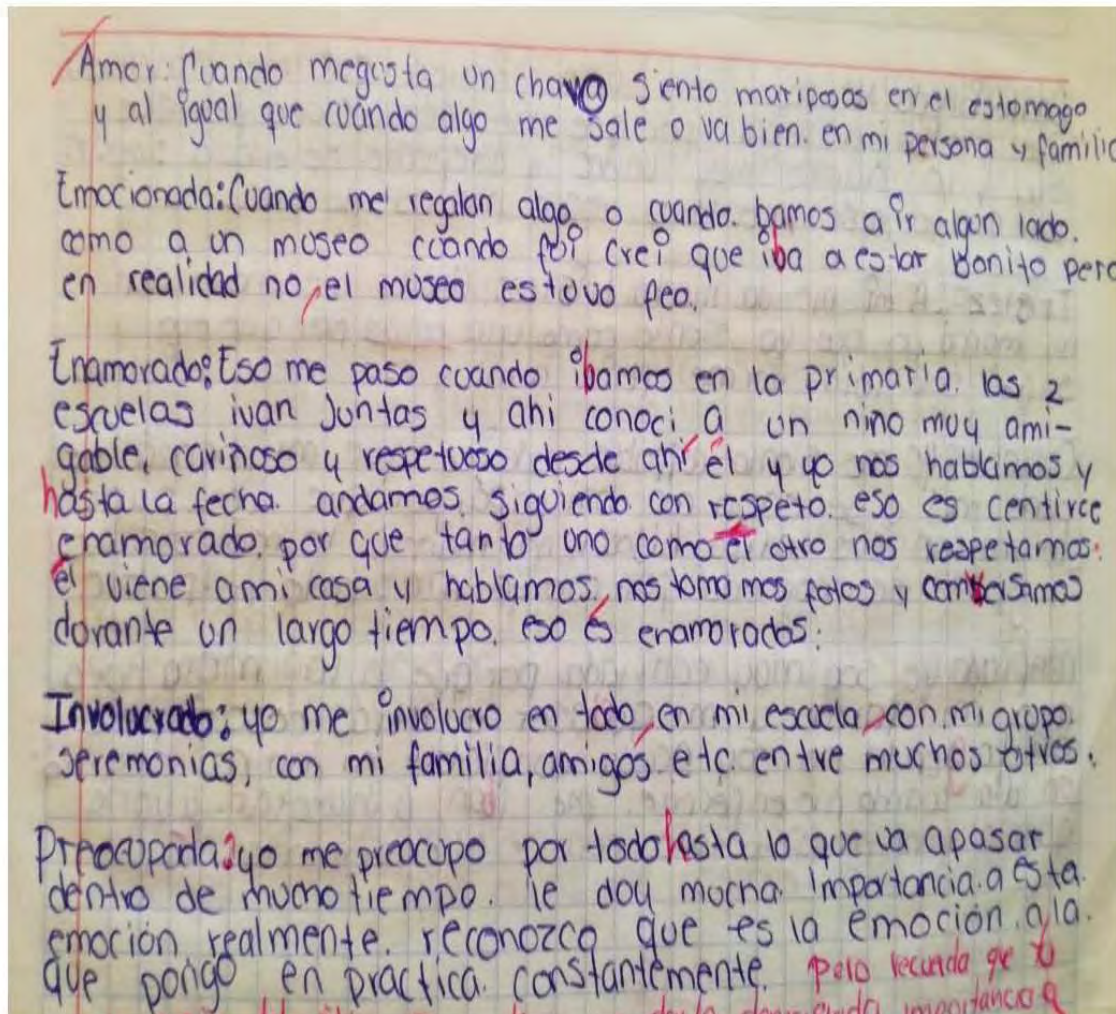 Amor: Cuando megusta un chavo siento mariposas en el estomago
y al igual que cuando algo me sale o va bien. en mi persona y familia
Emocionada: Cuando me regalan algo o cuando. bamos a ir algun lado.
como a un museo cuando fui crei que iba a estar Bonito pero
en realidad no, el museo estuvo feo.
Enamorado: Eso me paso cuando ibamos en la primaria. las 2
escuelas ivan Juntas y ahi conoci a un nino muy ami-
gable, cariñoso y respetuoso desde ahi él y yo nos hablamos y
hasta la fecha. andamos, siguiendo con respeto. eso es centirce
enamorado. por que tanto uno como el otro nos respetamos.
él viene ami casa y hablamos, nos tomamos fotos y conversamos
durante un largo tiempo. eso és enamorados.
Involucrado: yo me involucro en todo, en mi escuela, con mi grupo.
seremonias, con mi familia, amigos etc. entre muchos otros.
Preocupada: yo me preocupo por todo hasta lo que va apasar
dentro de mucho tiempo. le doy mucha Importancia. a esta.
emoción realmente. reconozco que es la emoción. a la.
que pongo en practica. constantemente. Pero recuerda que tú
importancia a